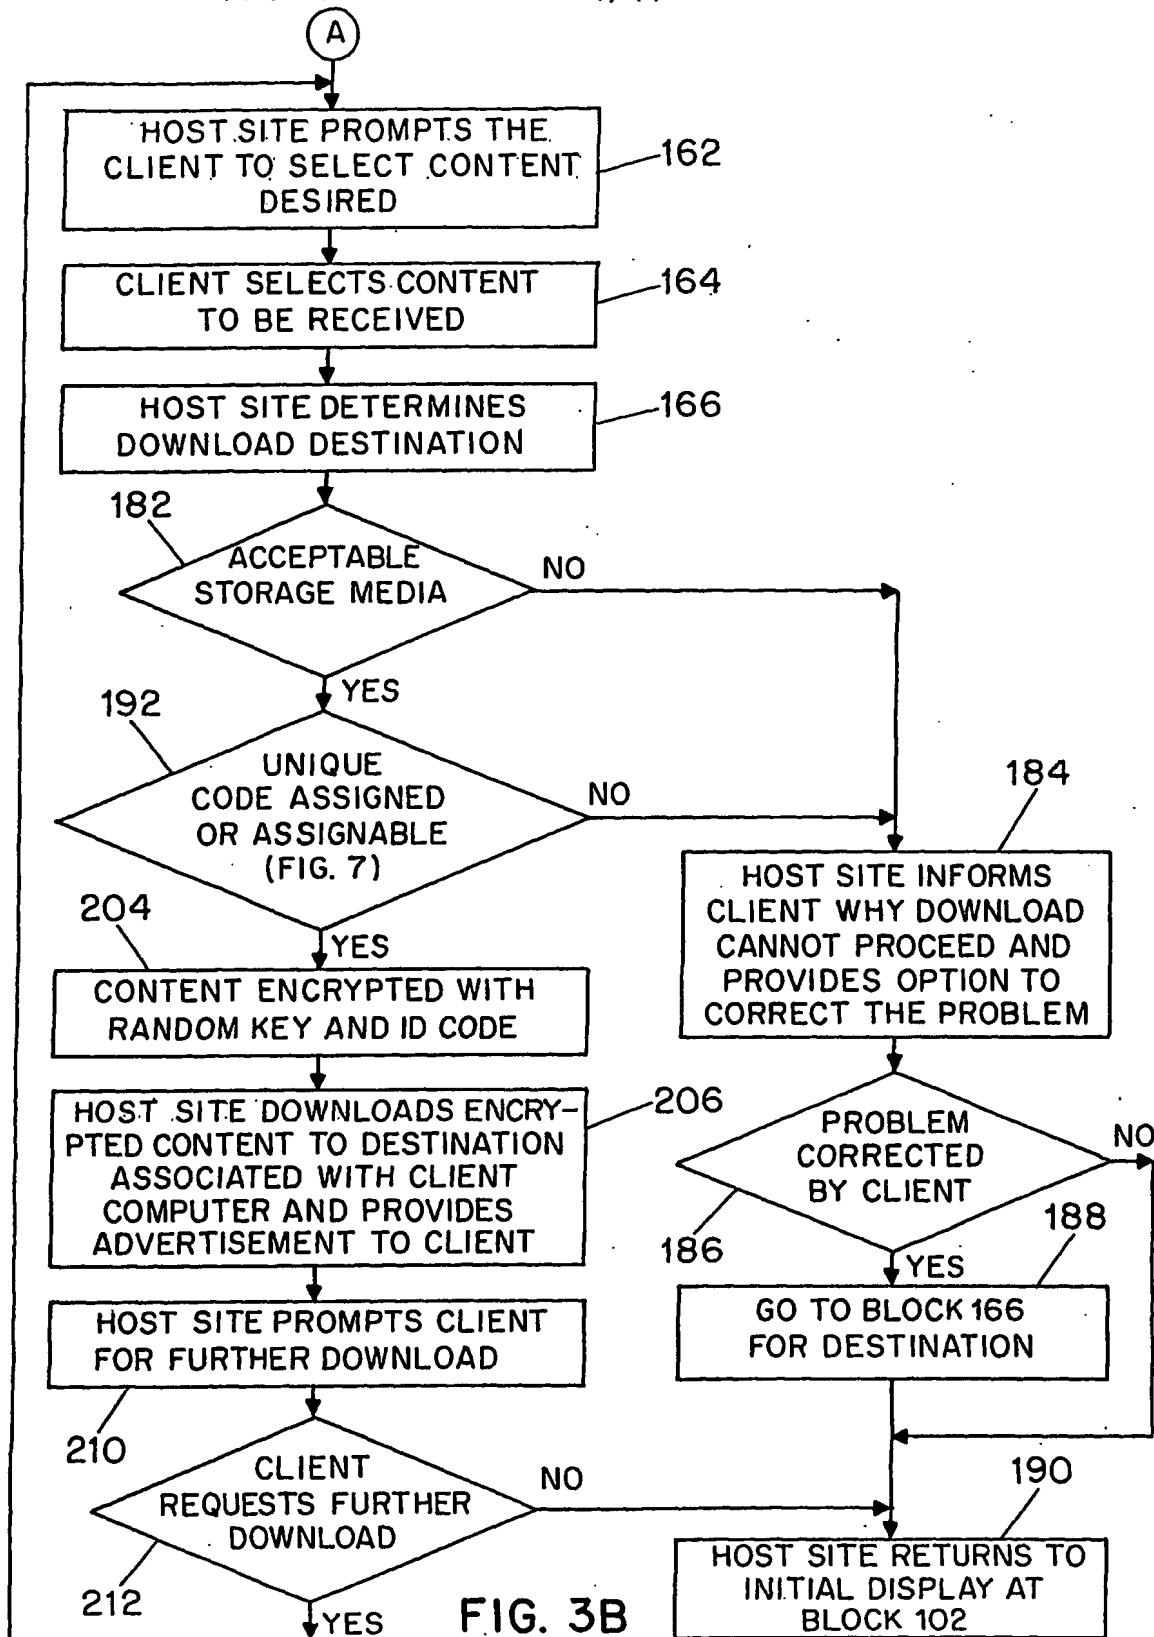 A
HOST SITE PROMPTS THE
CLIENT TO SELECT CONTENT
DESIRED
162
CLIENT SELECTS CONTENT
TO BE RECEIVED
164
HOST SITE DETERMINES
DOWNLOAD DESTINATION
166
182
ACCEPTABLE
STORAGE MEDIA
NO
YES
192
UNIQUE
CODE ASSIGNED
OR ASSIGNABLE
(FIG. 7)
NO
YES
184
HOST SITE INFORMS
CLIENT WHY DOWNLOAD
CANNOT PROCEED AND
PROVIDES OPTION TO
CORRECT THE PROBLEM
204
CONTENT ENCRYPTED WITH
RANDOM KEY AND ID CODE
HOST SITE DOWNLOADS ENCRY-
PTED CONTENT TO DESTINATION
ASSOCIATED WITH CLIENT
COMPUTER AND PROVIDES
ADVERTISEMENT TO CLIENT
206
PROBLEM
CORRECTED
BY CLIENT
NO
186
YES
188
GO TO BLOCK 166
FOR DESTINATION
HOST SITE PROMPTS CLIENT
FOR FURTHER DOWNLOAD
210
CLIENT
REQUESTS FURTHER
DOWNLOAD
NO
212
YES
190
HOST SITE RETURNS TO
INITIAL DISPLAY AT
BLOCK 102
FIG. 3B